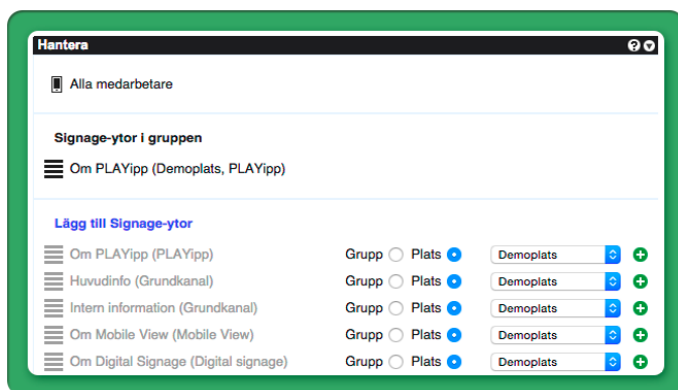 Hantera
Alla medarbetare
Signage-ytor i gruppen
Om PLAYipp (Demoplats, PLAYipp)
Lägg till Signage-ytor
Om PLAYipp (PLAYipp) Grupp Plats Demoplats
Huvudinfo (Grundkanal) Grupp Plats Demoplats
Intern information (Grundkanal) Grupp Plats Demoplats
Om Mobile View (Mobile View) Grupp Plats Demoplats
Om Digital Signage (Digital signage) Grupp Plats Demoplats